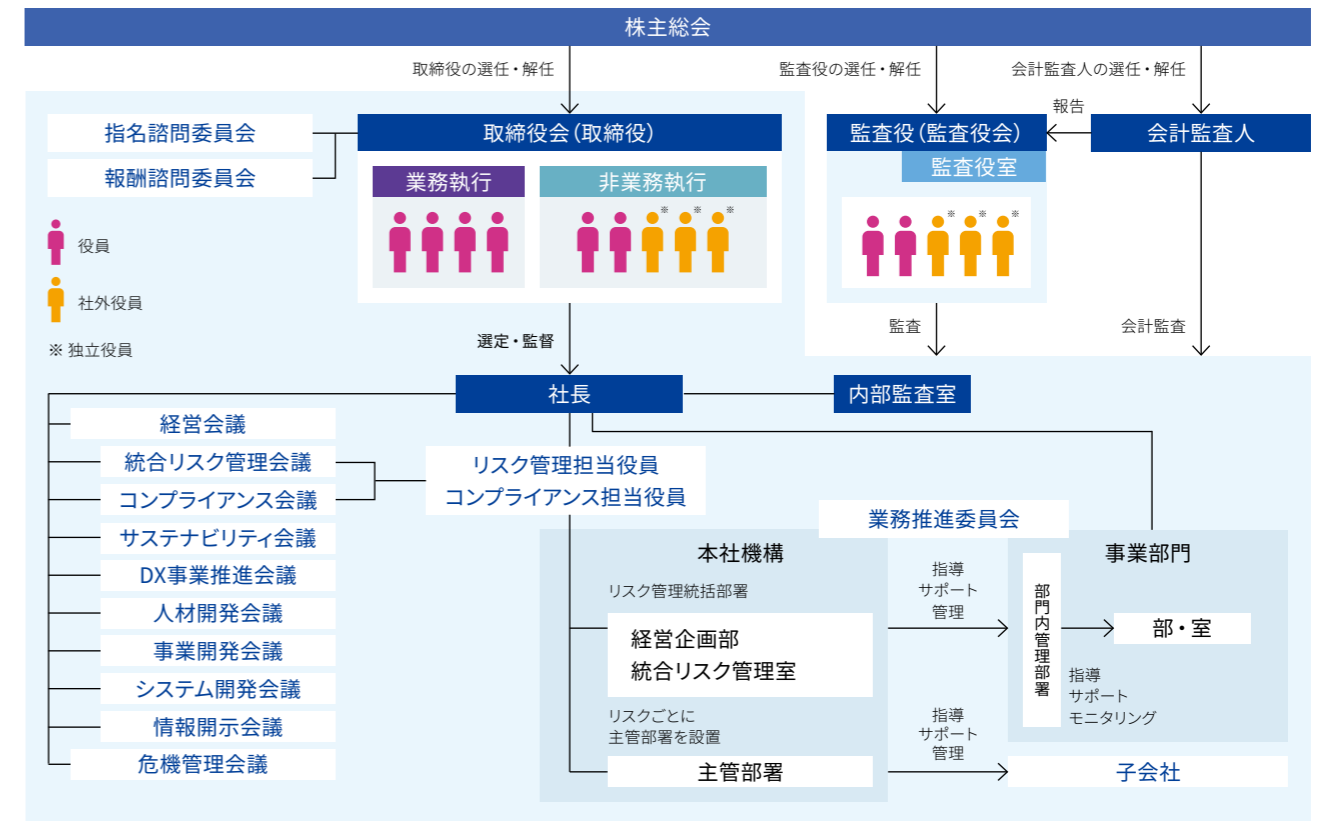 株主総会
取締役の選任・解任
監査役の選任・解任
会計監査人の選任・解任
報告
指名諮問委員会
報酬諮問委員会
取締役会(取締役)
監査役(監査役会)
会計監査人
監査役室
業務執行
非業務執行
※ ※ ※
※ ※ ※
役員
社外役員
※ 独立役員
選定・監督
監査
会計監査
社長
内部監査室
経営会議
統合リスク管理会議
コンプライアンス会議
サステナビリティ会議
DX事業推進会議
人材開発会議
事業開発会議
システム開発会議
情報開示会議
危機管理会議
リスク管理担当役員
コンプライアンス担当役員
業務推進委員会
本社機構
リスク管理統括部署
経営企画部
統合リスク管理室
リスクごとに
主管部署を設置
主管部署
指導
サポート
管理
指導
サポート
管理
事業部門
部門内管理部署
部・室
指導
サポート
モニタリング
子会社